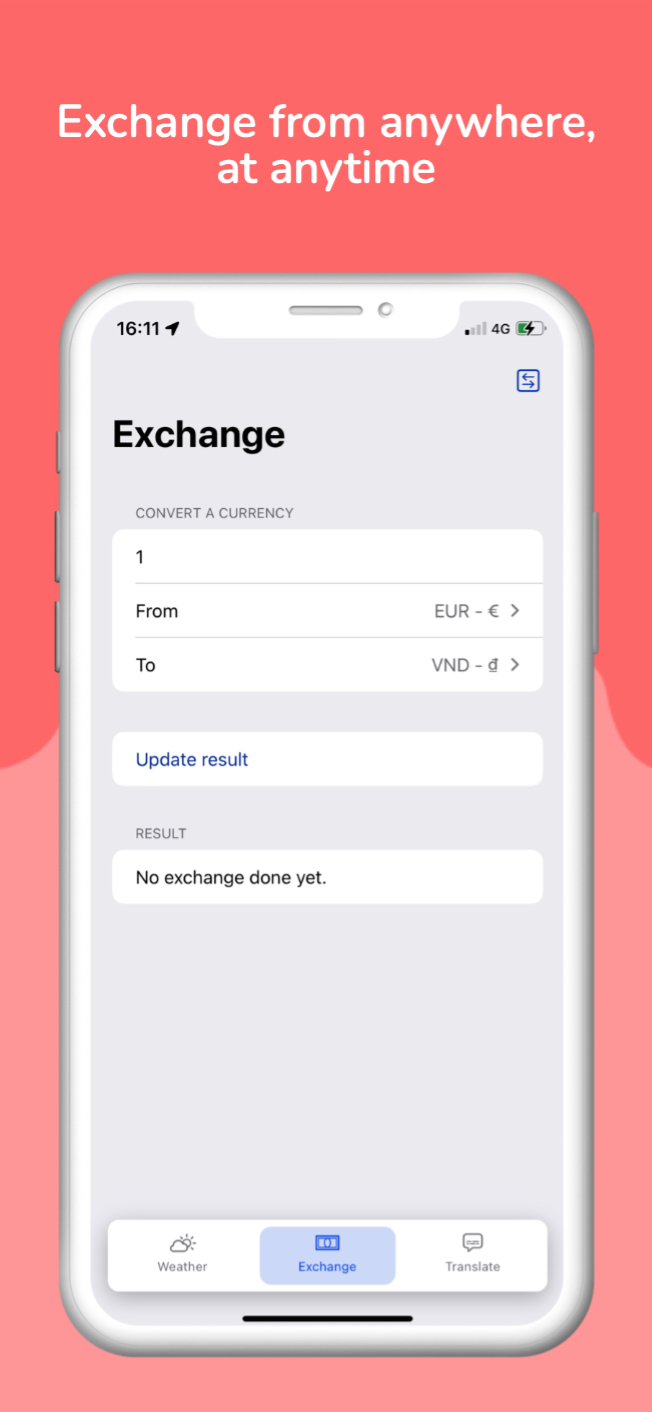 Exchange from anywhere,
at anytime
16:11
4G
Exchange
CONVERT A CURRENCY
1
From EUR - €
To VND - ₫
Update result
RESULT
No exchange done yet.
Weather Exchange Translate